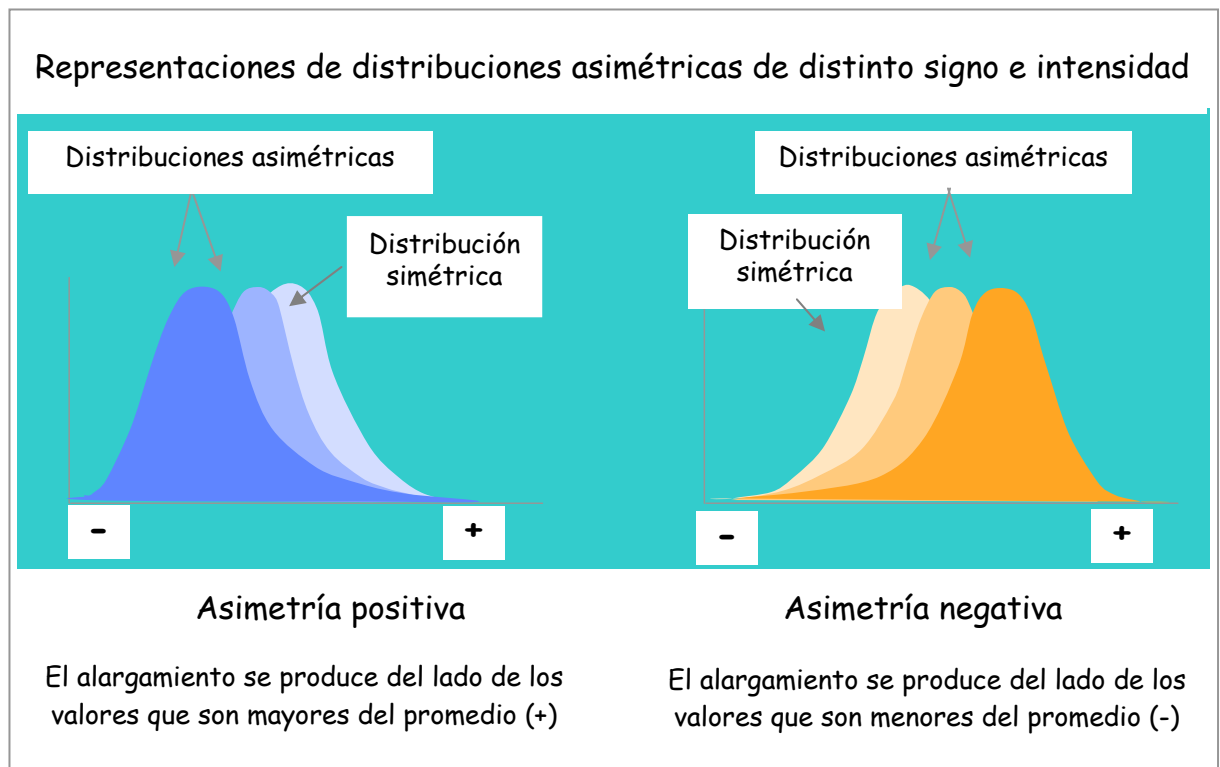 Representaciones de distribuciones asimétricas de distinto signo e intensidad
Distribuciones asimétricas
Distribución
simétrica
-
+
Asimetría positiva
El alargamiento se produce del lado de los
valores que son mayores del promedio (+)
Distribuciones asimétricas
Distribución
simétrica
-
+
Asimetría negativa
El alargamiento se produce del lado de los
valores que son menores del promedio (-)